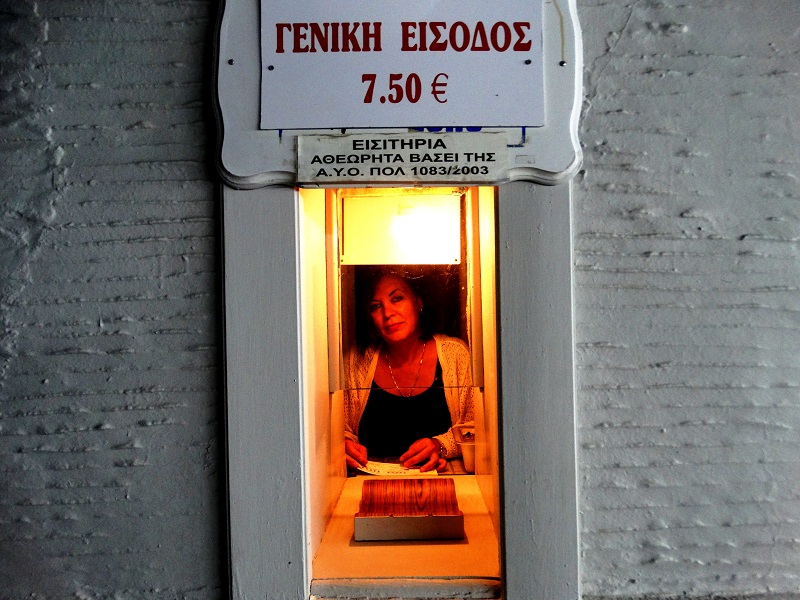 ΓΕΝΙΚΗ ΕΙΣΟΔΟΣ
7.50 €
ΕΙΣΙΤΗΡΙΑ
ΑΘΕΩΡΗΤΑ ΒΑΣΕΙ ΤΗΣ
Α.Υ.Ο. ΠΟΛ 1083/2003